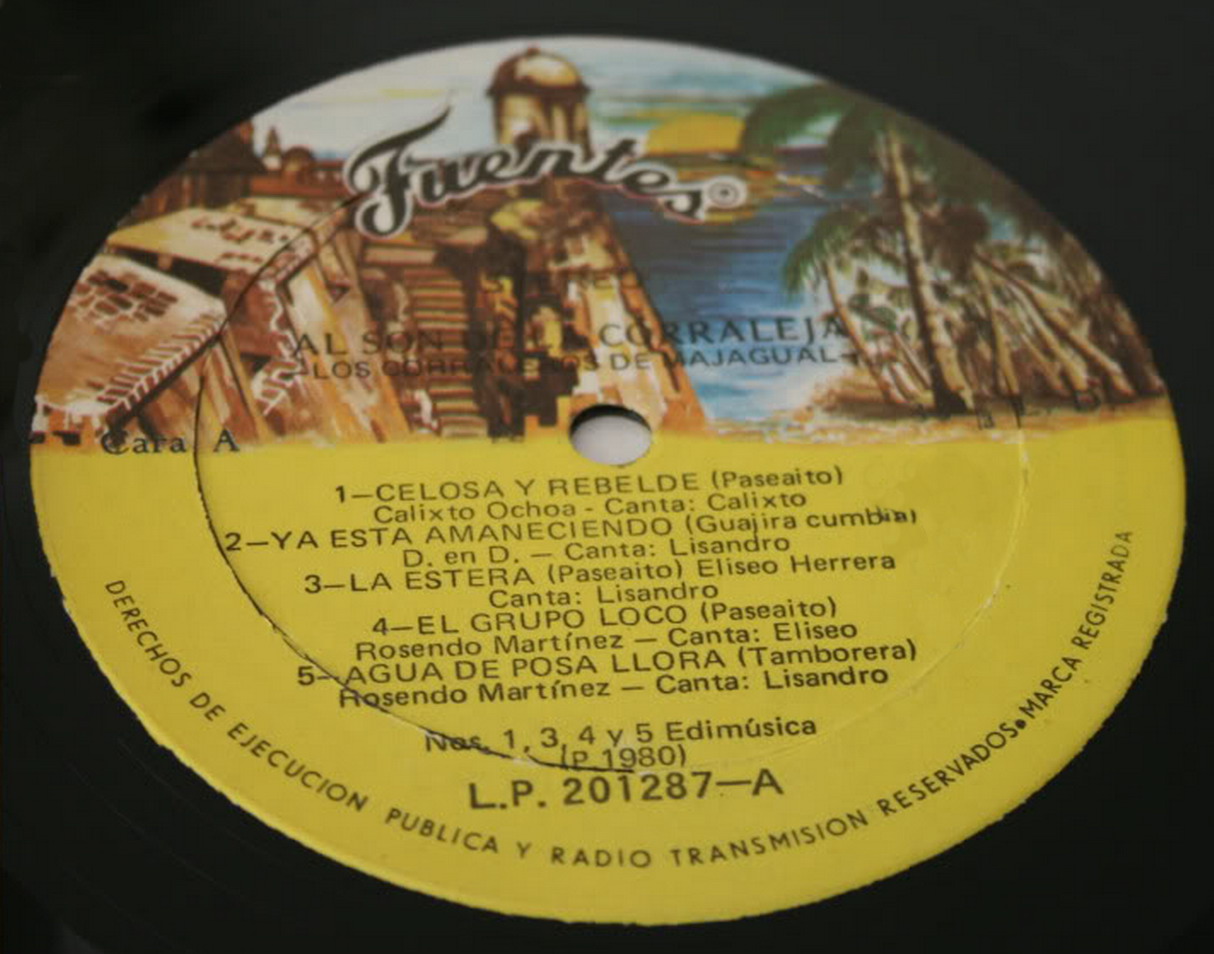 Fuentes
AL SON DE LA CORRALEJA
LOS CORRALEROS DE MAJAGUAL
Cara A
1—CELOSA Y REBELDE (Paseaito)
Calixto Ochoa - Canta: Calixto
2—YA ESTA AMANECIENDO (Guajira cumbia)
D. en D. — Canta: Lisandro
3—LA ESTERA (Paseaito) Eliseo Herrera
Canta: Lisandro
4—EL GRUPO LOCO (Paseaito)
Rosendo Martínez — Canta: Eliseo
5—AGUA DE POSA LLORA (Tamborera)
Rosendo Martínez — Canta: Lisandro
Nos. 1, 3, 4 y 5 Edimúsica
(P 1980)
L.P. 201287—A
DERECHOS DE EJECUCION PUBLICA Y RADIO TRANSMISION RESERVADOS • MARCA REGISTRADA